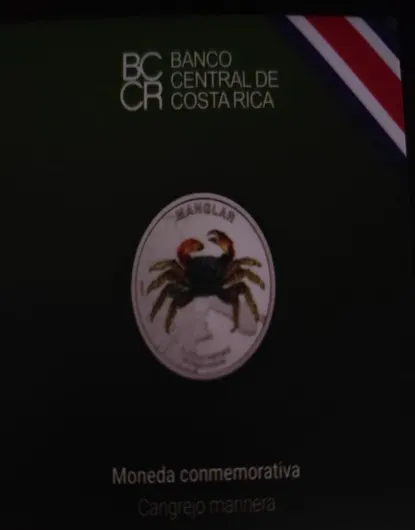 BC
CR
BANCO
CENTRAL DE
COSTA RICA
MANGLAR
Moneda conmemorativa
Cangrejo marinera